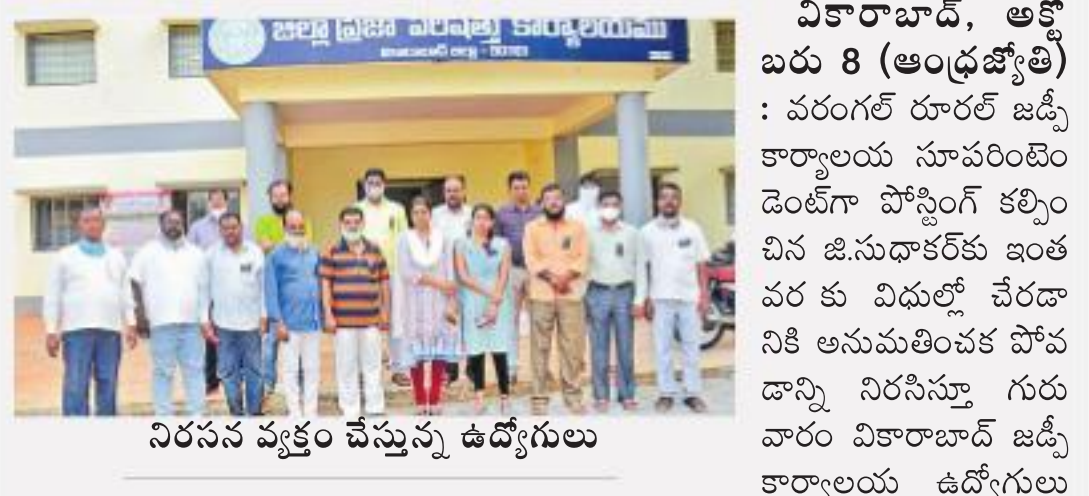 జిల్లా ప్రజా పరిషత్తు కార్యాలయము
నిరసన వ్యక్తం చేస్తున్న ఉద్యోగులు
వికారాబాద్, అక్టో
బరు 8 (ఆంధ్రజ్యోతి)
: వరంగల్ రూరల్ జడ్పీ
కార్యాలయ సూపరింటెం
డెంట్‌గా పోస్టింగ్ కల్పిం
చిన జి.సుధాకర్‌కు ఇంత
వర కు విధుల్లో చేరడా
నికి అనుమతించక పోవ
డాన్ని నిరసిస్తూ గురు
వారం వికారాబాద్ జడ్పీ
కార్యాలయ ఉద్యోగులు